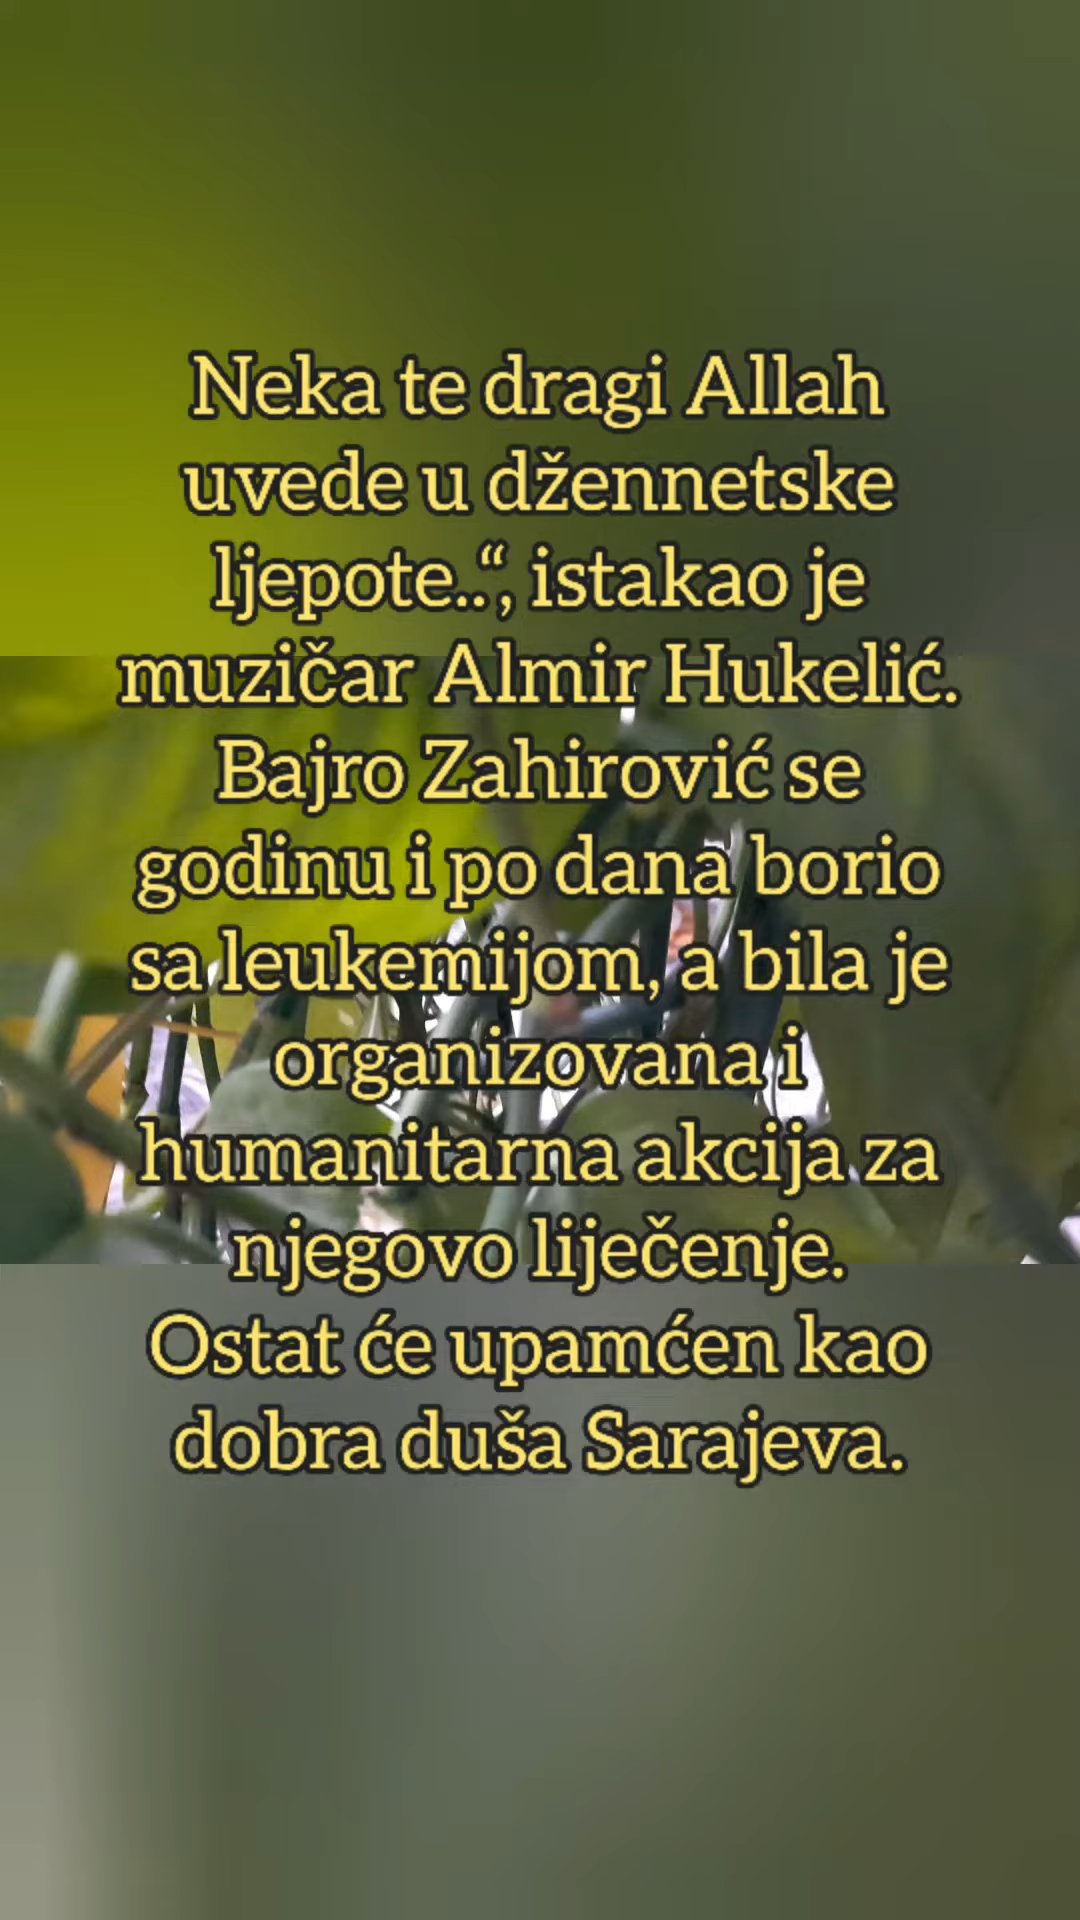 Neka te dragi Allah
uvede u džennetske
ljepote..“, istakao je
muzičar Almir Hukelić.
Bajro Zahirović se
godinu i po dana borio
sa leukemijom, a bila je
organizovana i
humanitarna akcija za
njegovo liječenje.
Ostat će upamćen kao
dobra duša Sarajeva.